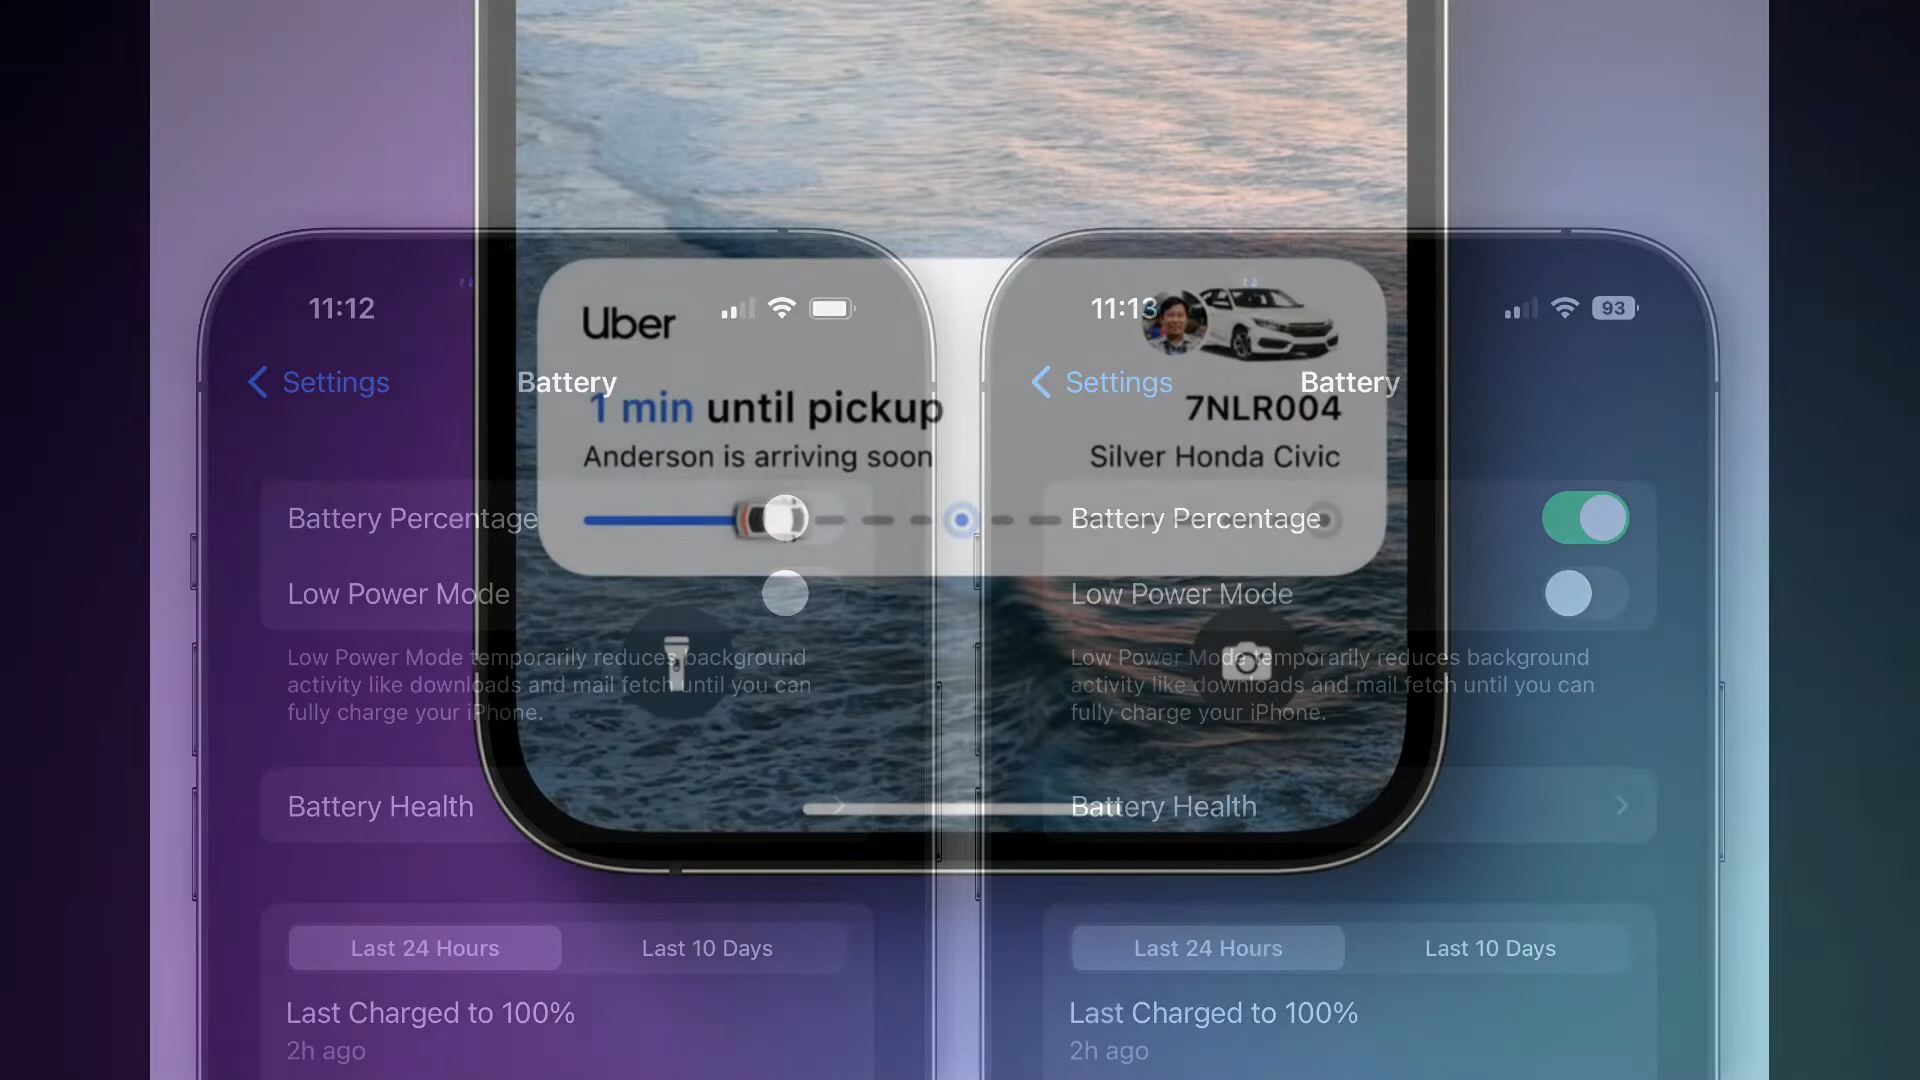 11:12
Settings
Battery
Battery Percentage
Low Power Mode
Low Power Mode temporarily reduces background
activity like downloads and mail fetch until you can
fully charge your iPhone.
Battery Health
Last 24 Hours
Last 10 Days
Last Charged to 100%
2h ago
Uber
1 min until pickup
Anderson is arriving soon
7NLR004
Silver Honda Civic
11:13
93
Settings
Battery
Battery Percentage
Low Power Mode
Low Power Mode temporarily reduces background
activity like downloads and mail fetch until you can
fully charge your iPhone.
Battery Health
Last 24 Hours
Last 10 Days
Last Charged to 100%
2h ago